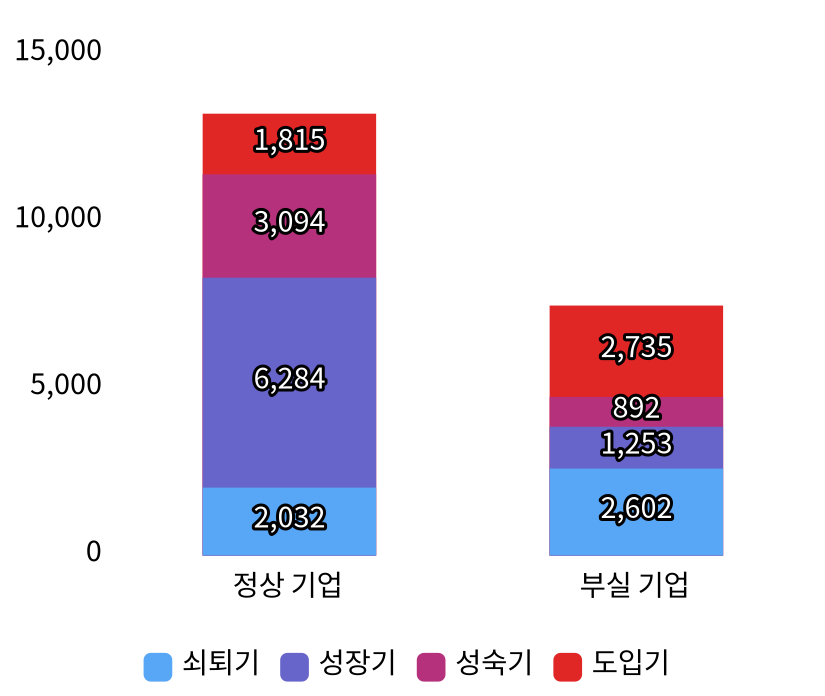 15,000
10,000
5,000
0
1,815
3,094
6,284
2,032
2,735
892
1,253
2,602
정상 기업
부실 기업
쇠퇴기
성장기
성숙기
도입기